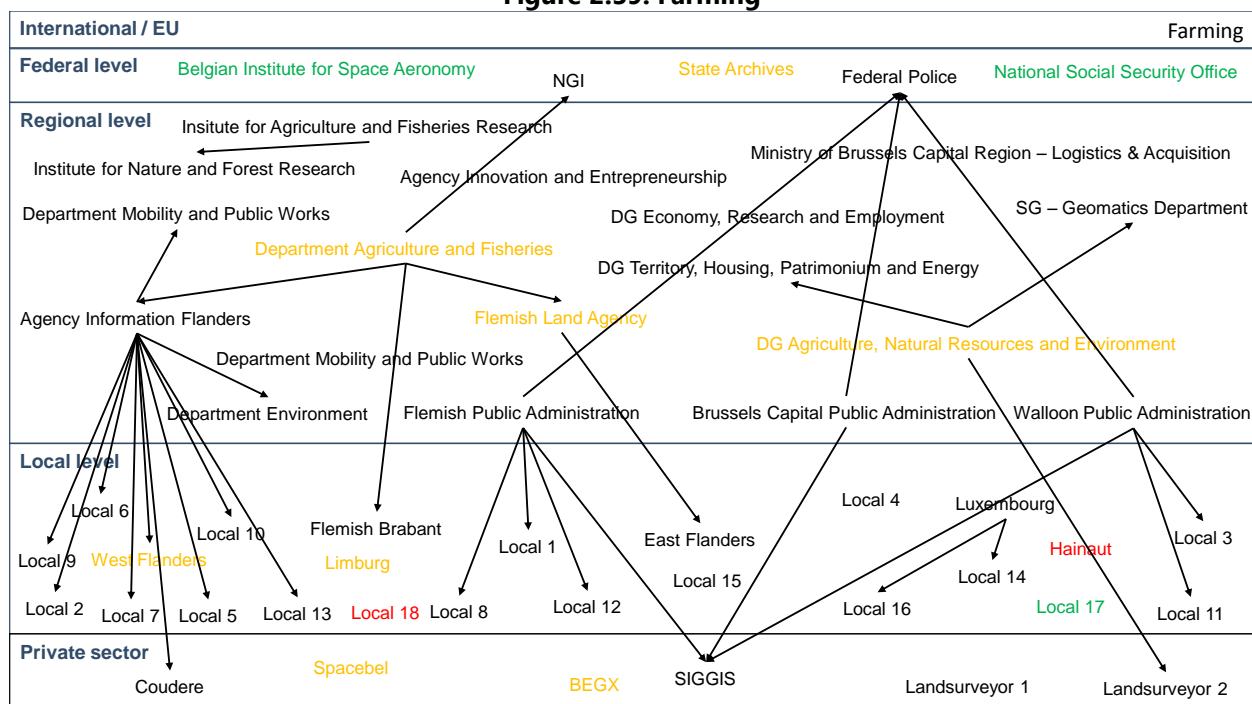 Figure 2.39: Farming
International / EU
Farming
Federal level
Belgian Institute for Space Aeronomy
NGI
State Archives
Federal Police
National Social Security Office
Regional level
Insitute for Agriculture and Fisheries Research
Institute for Nature and Forest Research
Agency Innovation and Entrepreneurship
Ministry of Brussels Capital Region – Logistics & Acquisition
Department Mobility and Public Works
DG Economy, Research and Employment
SG – Geomatics Department
Department Agriculture and Fisheries
DG Territory, Housing, Patrimonium and Energy
Agency Information Flanders
Flemish Land Agency
DG Agriculture, Natural Resources and Environment
Department Mobility and Public Works
Department Environment
Flemish Public Administration
Brussels Capital Public Administration
Walloon Public Administration
Local level
Local 6
Local 10
Flemish Brabant
Local 1
East Flanders
Local 4
Luxembourg
Local 3
Local 9
West Flanders
Limburg
Hainaut
Local 15
Local 14
Local 2
Local 7
Local 5
Local 13
Local 18
Local 8
Local 12
Local 16
Local 17
Local 11
Private sector
Coudere
Spacebel
BEGX
SIGGIS
Landsurveyor 1
Landsurveyor 2